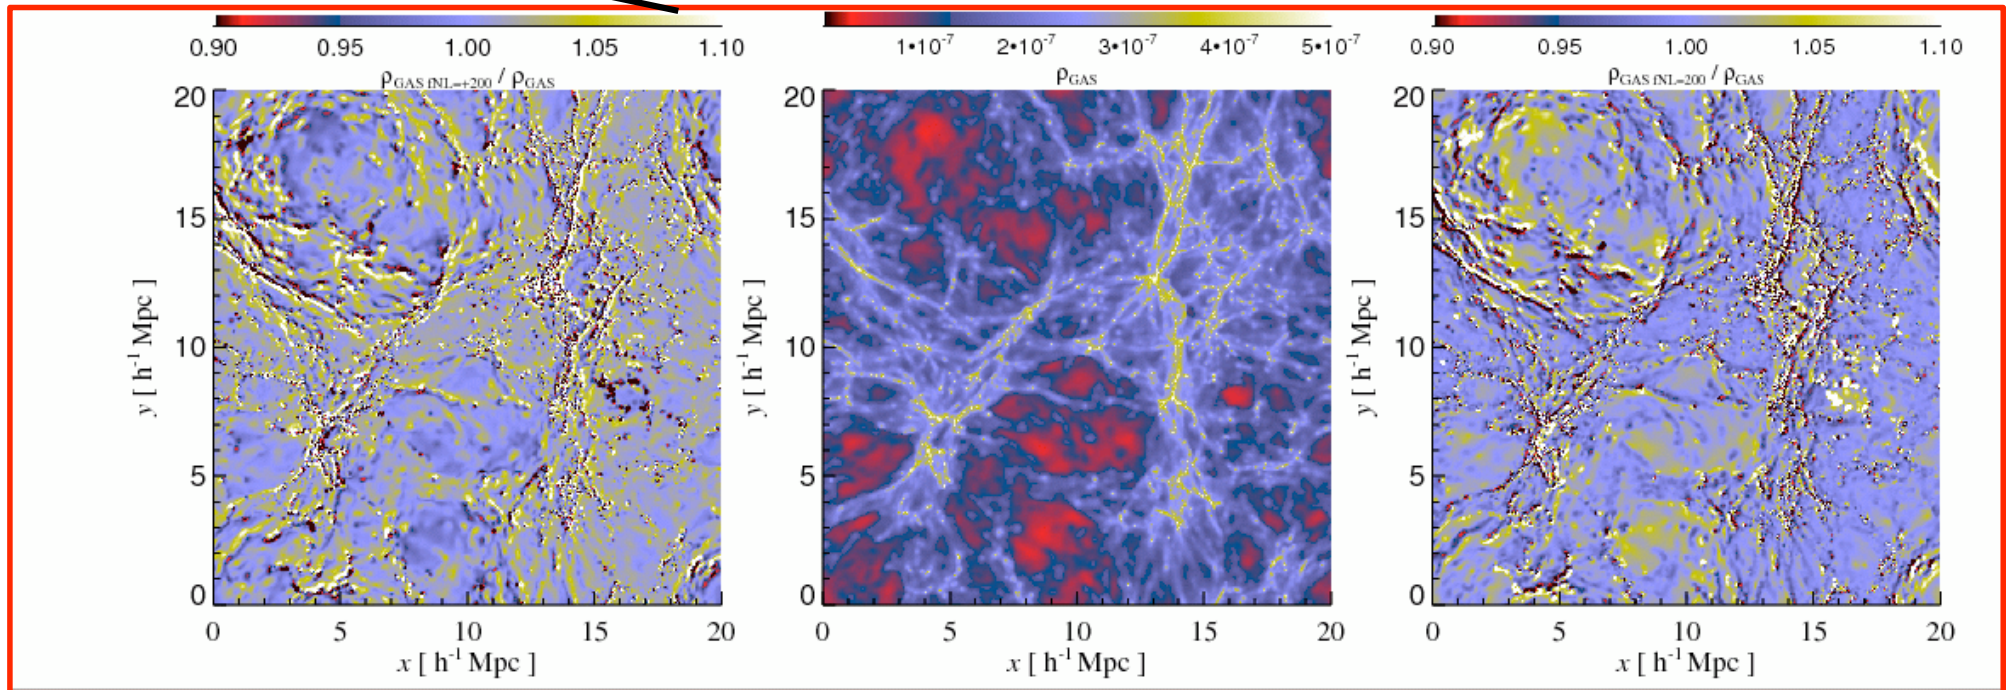 0.90 0.95 1.00 1.05 1.10
ρGAS fNL=+200 / ρGAS
20
15
10
5
0
y [ h⁻¹ Mpc ]
0 5 10 15 20
x [ h⁻¹ Mpc ]
1•10⁻⁷ 2•10⁻⁷ 3•10⁻⁷ 4•10⁻⁷ 5•10⁻⁷
ρGAS
20
15
10
5
0
y [ h⁻¹ Mpc ]
0 5 10 15 20
x [ h⁻¹ Mpc ]
0.90 0.95 1.00 1.05 1.10
ρGAS fNL=200 / ρGAS
20
15
10
5
0
y [ h⁻¹ Mpc ]
0 5 10 15 20
x [ h⁻¹ Mpc ]